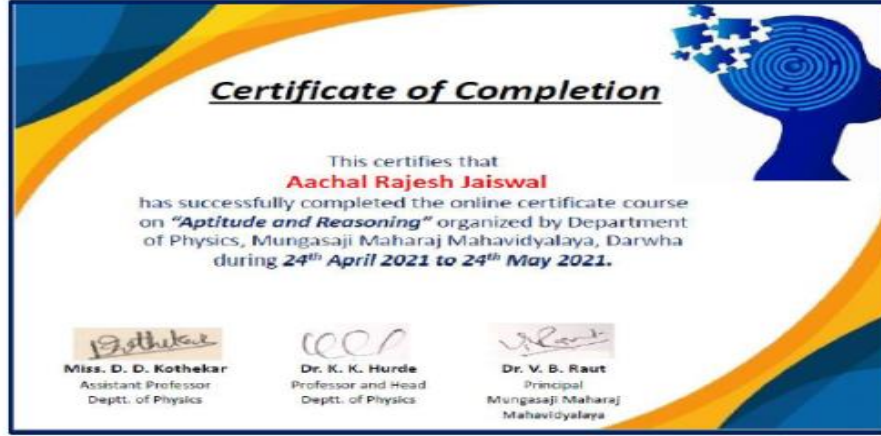 Certificate of Completion
This certifies that
Aachal Rajesh Jaiswal
has successfully completed the online certificate course
on "Aptitude and Reasoning" organized by Department
of Physics, Mungasaji Maharaj Mahavidyalaya, Darwha
during 24th April 2021 to 24th May 2021.
Miss. D. D. Kothekar
Assistant Professor
Deptt. of Physics
Dr. K. K. Hurde
Professor and Head
Deptt. of Physics
V. Raut
Dr. V. B. Raut
Principal
Mungasaji Maharaj
Mahavidyalaya